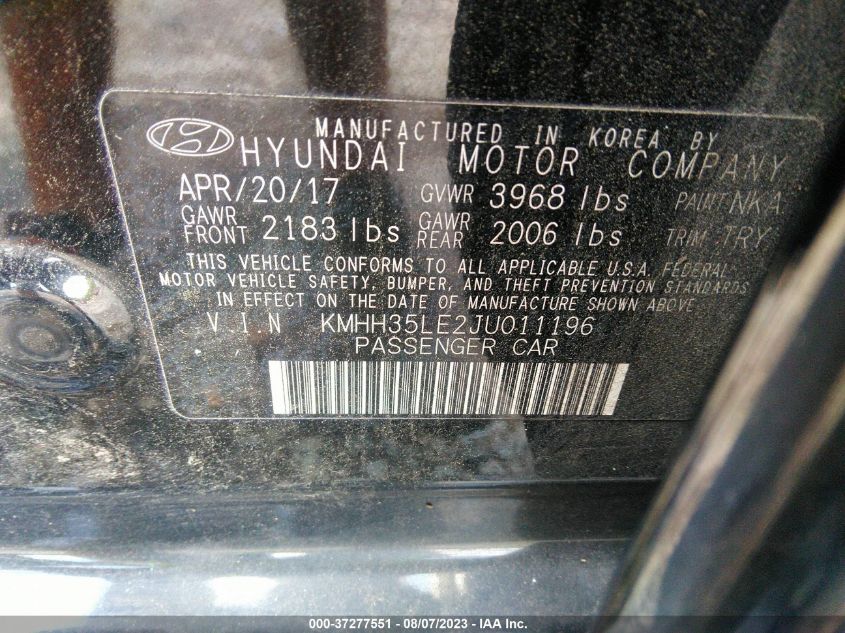 MANUFACTURED IN KOREA BY
HYUNDAI MOTOR COMPANY
APR/20/17 GVWR 3968 lbs PAINT NKA
GAWR FRONT 2183 lbs GAWR REAR 2006 lbs TRIM TRY
THIS VEHICLE CONFORMS TO ALL APPLICABLE U.S.A. FEDERAL
MOTOR VEHICLE SAFETY, BUMPER, AND THEFT PREVENTION STANDARDS
IN EFFECT ON THE DATE OF MANUFACTURE SHOWN ABOVE
V.I.N KMHH35LE2JU011196
PASSENGER CAR
000-37277551 — 08/07/2023 — IAA Inc.